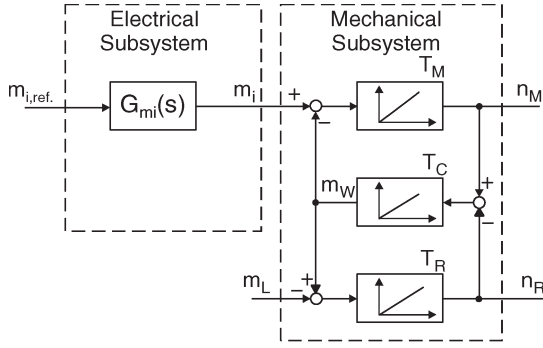 Electrical
Subsystem
Mechanical
Subsystem
T_M
m_i,ref.
G_mi(s)
m_i
+
−
n_M
T_C
m_W
+
−
T_R
m_L
+
−
n_R